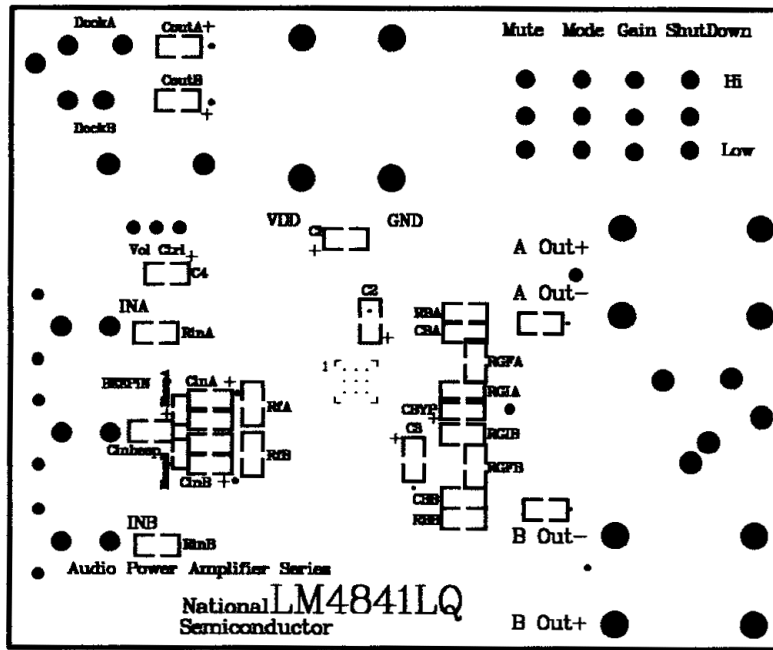 DockA
CoutA+
Mute Mode Gain ShutDown
Hi
CoutB
+
DockB
Low
VDD
GND
+
Vol Ctrl
+
C4
A Out+
C2
A Out-
INA
RinA
RBA
CBA
+
1
RGFA
BEEPIN
CinA +
RfA
RGIA
CBYP
+
+
C3
RGIB
Cinbeep
RfB
RGFB
CinB +
CBB
RBB
INB
RinB
B Out-
Audio Power Amplifier Series
National LM4841LQ
Semiconductor
B Out+